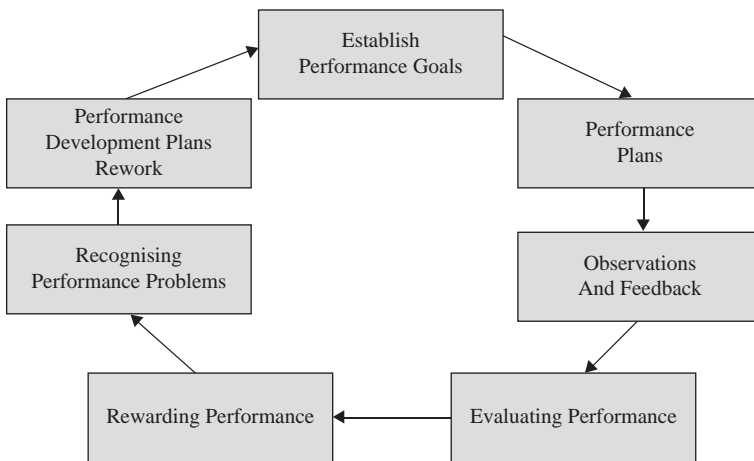 Establish
Performance Goals
Performance
Plans
Observations
And Feedback
Evaluating Performance
Rewarding Performance
Recognising
Performance Problems
Performance
Development Plans
Rework